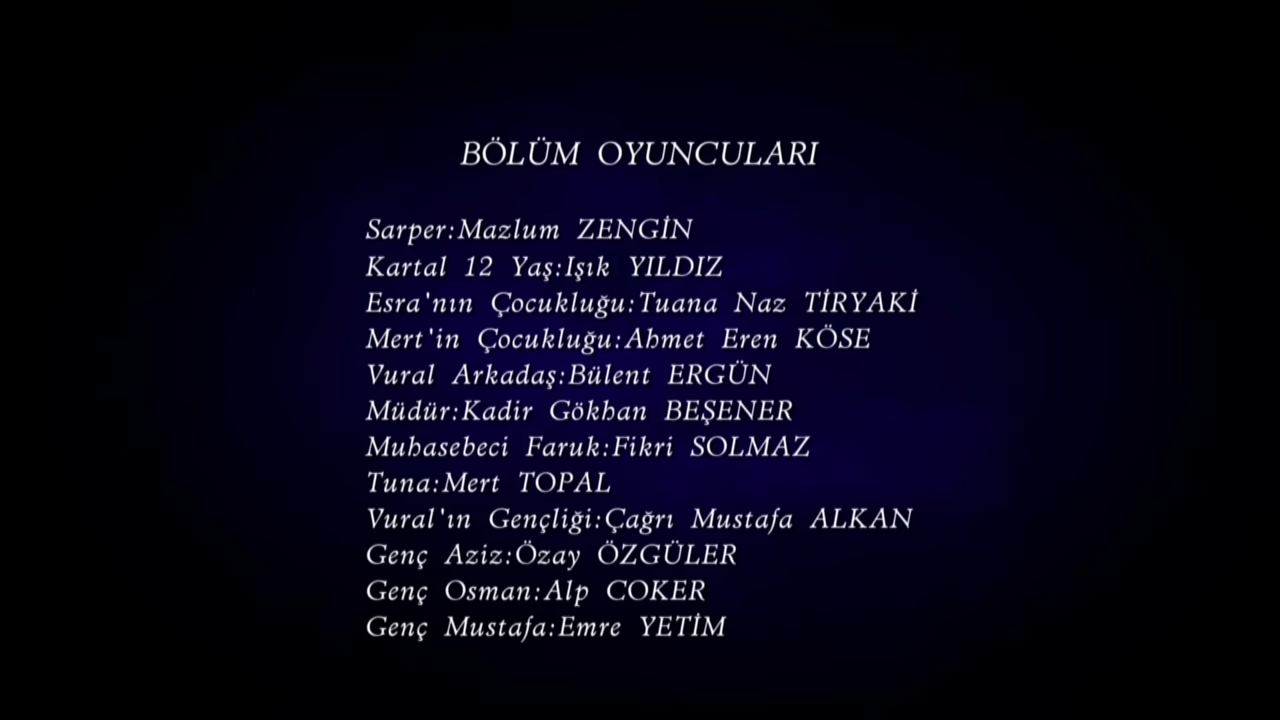 BÖLÜM OYUNCULARI
Sarper:Mazlum ZENGİN
Kartal 12 Yaş:Işık YILDIZ
Esra'nın Çocukluğu:Tuana Naz TİRYAKİ
Mert'in Çocukluğu:Ahmet Eren KÖSE
Vural Arkadaş:Bülent ERGÜN
Müdür:Kadir Gökhan BEŞENER
Muhasebeci Faruk:Fikri SOLMAZ
Tuna:Mert TOPAL
Vural'ın Gençliği:Çağrı Mustafa ALKAN
Genç Aziz:Özay ÖZGÜLER
Genç Osman:Alp COKER
Genç Mustafa:Emre YETİM